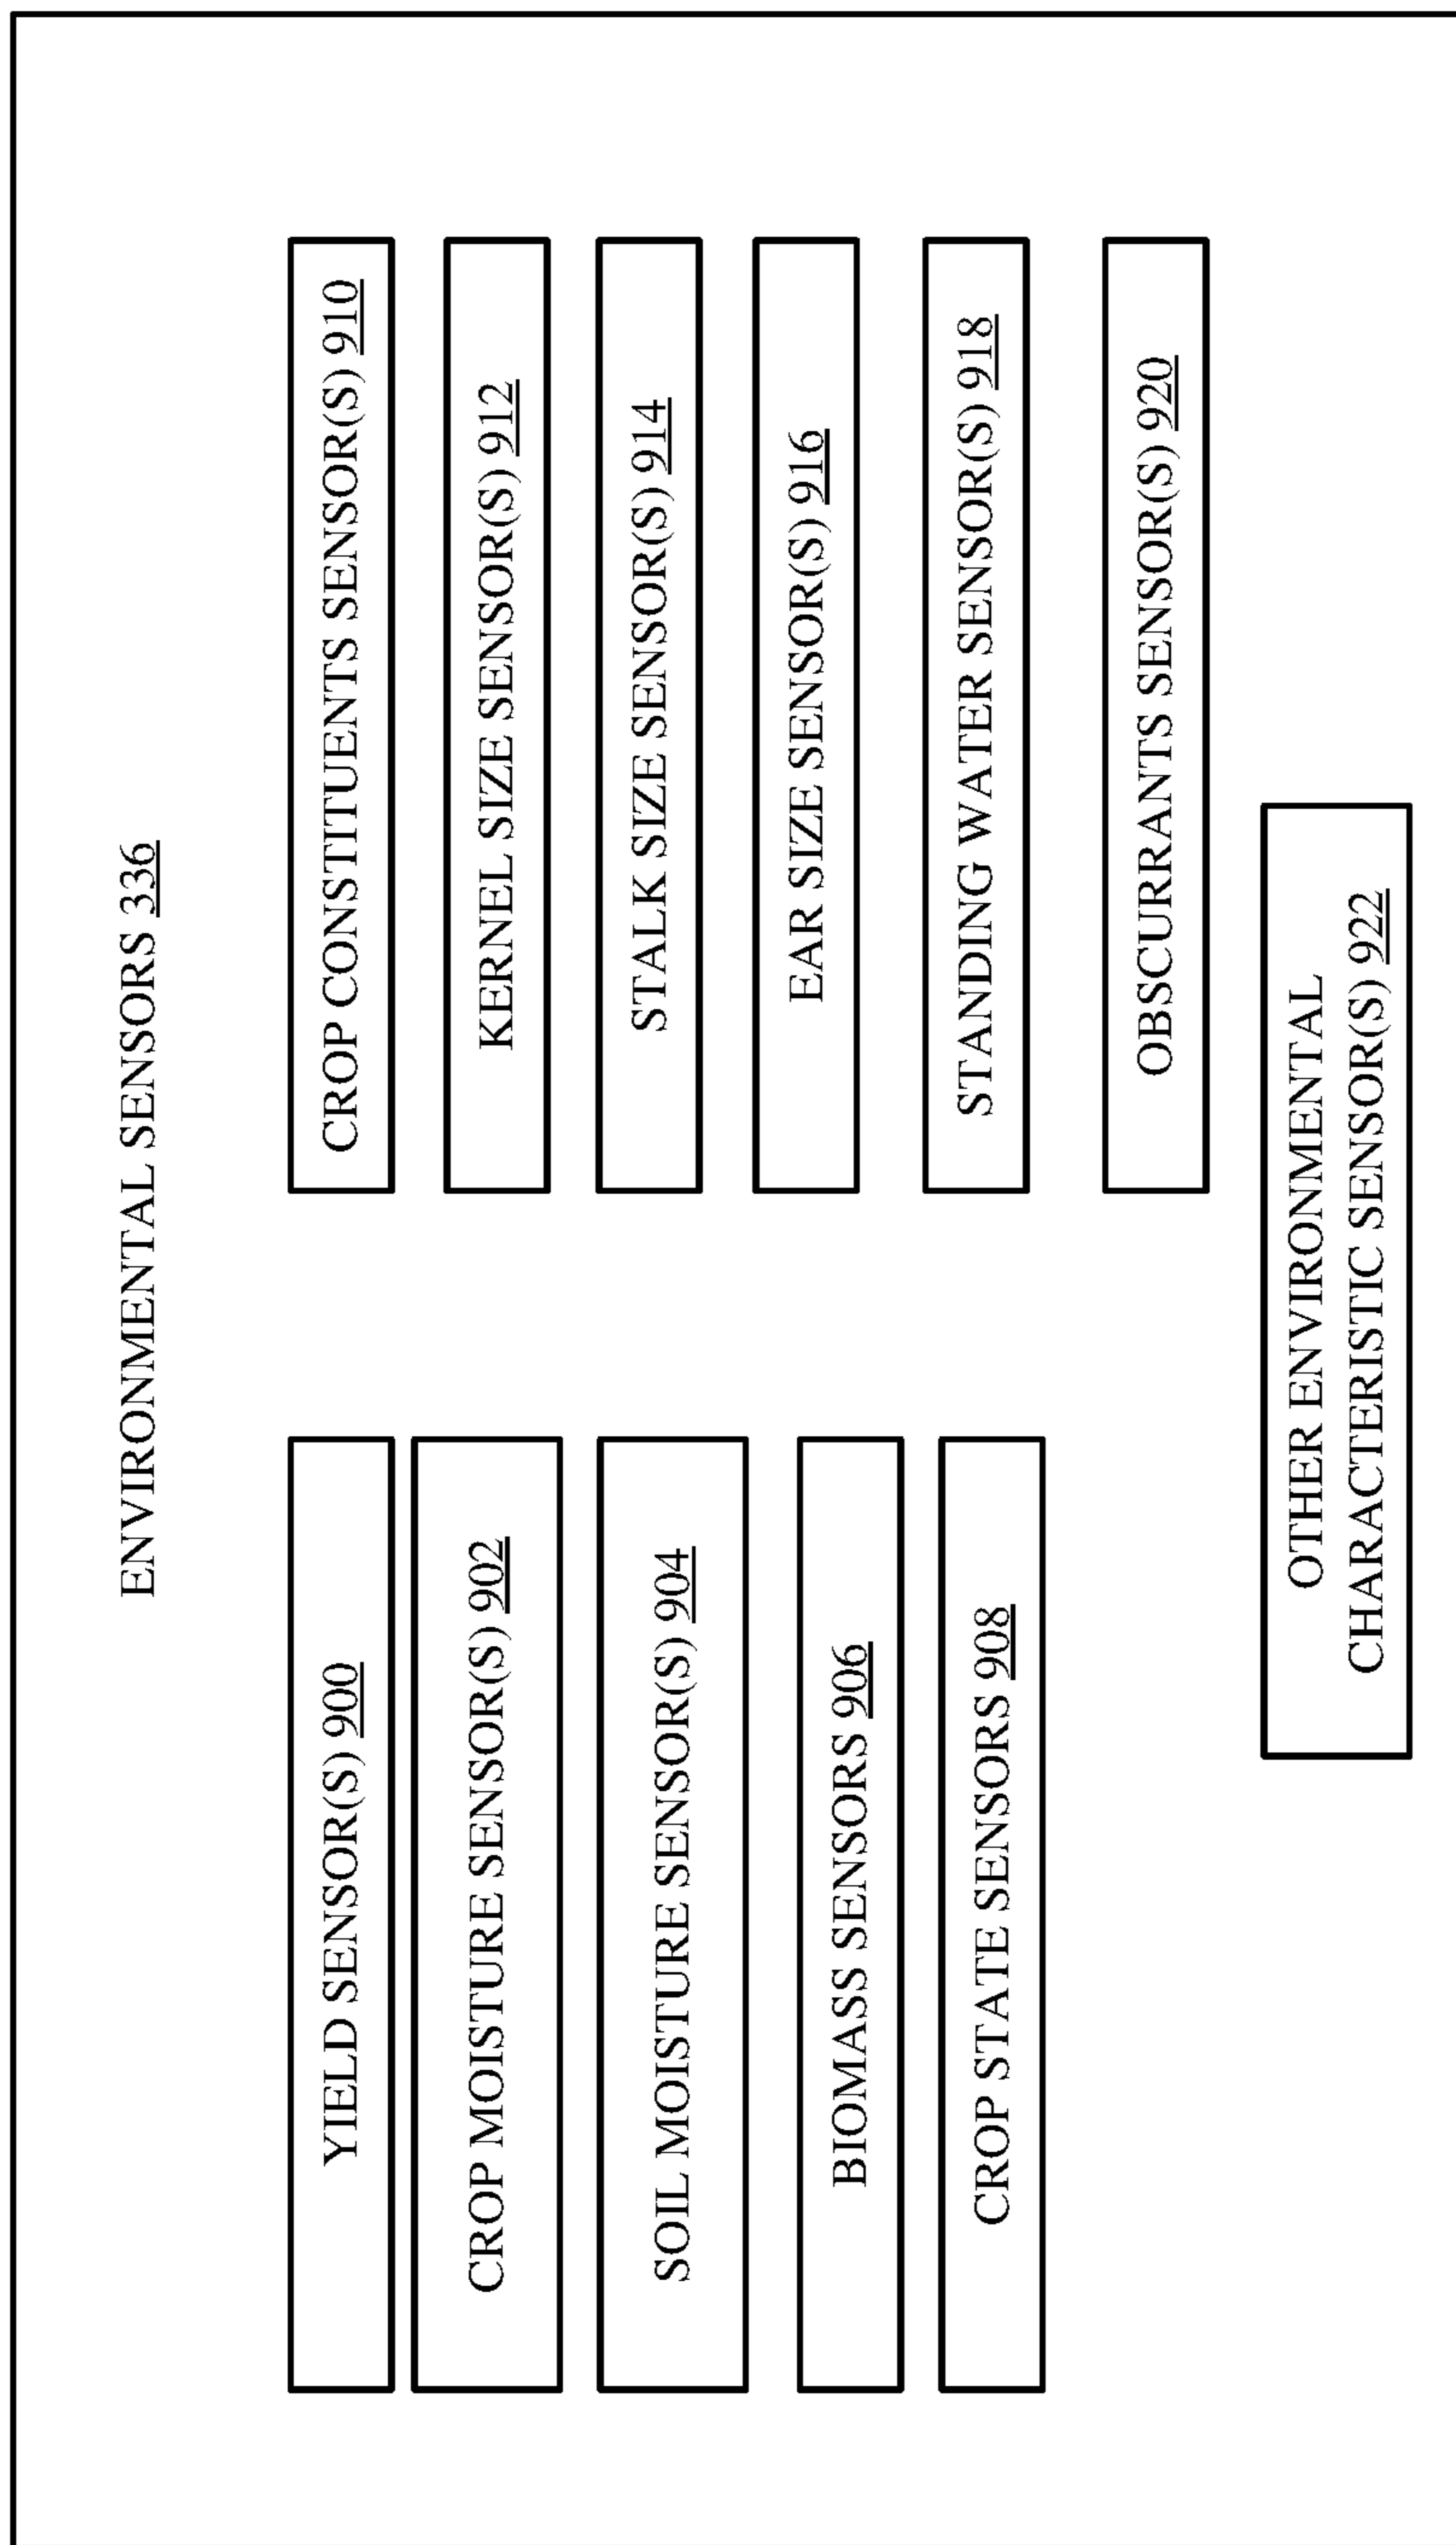 ENVIRONMENTAL SENSORS 336
YIELD SENSOR(S) 900
CROP MOISTURE SENSOR(S) 902
SOIL MOISTURE SENSOR(S) 904
BIOMASS SENSORS 906
CROP STATE SENSORS 908
CROP CONSTITUENTS SENSOR(S) 910
KERNEL SIZE SENSOR(S) 912
STALK SIZE SENSOR(S) 914
EAR SIZE SENSOR(S) 916
STANDING WATER SENSOR(S) 918
OBSCURRANTS SENSOR(S) 920
OTHER ENVIRONMENTAL
CHARACTERISTIC SENSOR(S) 922